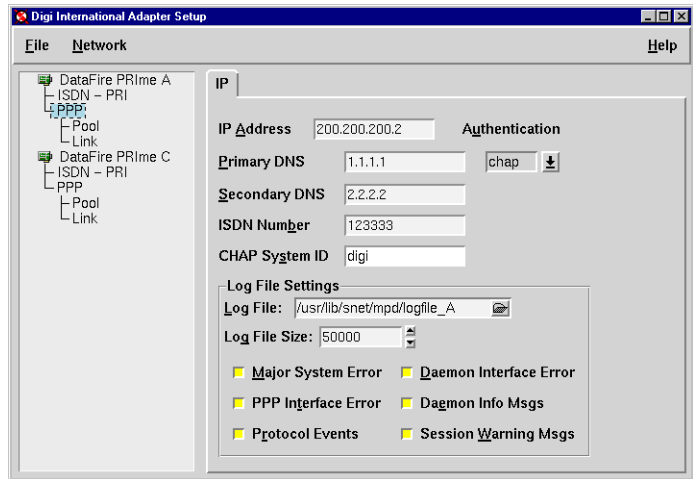 Digi International Adapter Setup
File Network Help
DataFire PRIme A
ISDN – PRI
PPP
Pool
Link
DataFire PRIme C
ISDN – PRI
PPP
Pool
Link
IP
IP Address 200.200.200.2 Authentication
Primary DNS 1.1.1.1 chap
Secondary DNS 2.2.2.2
ISDN Number 123333
CHAP System ID digi
Log File Settings
Log File: /usr/lib/snet/mpd/logfile_A
Log File Size: 50000
Major System Error Daemon Interface Error
PPP Interface Error Daemon Info Msgs
Protocol Events Session Warning Msgs